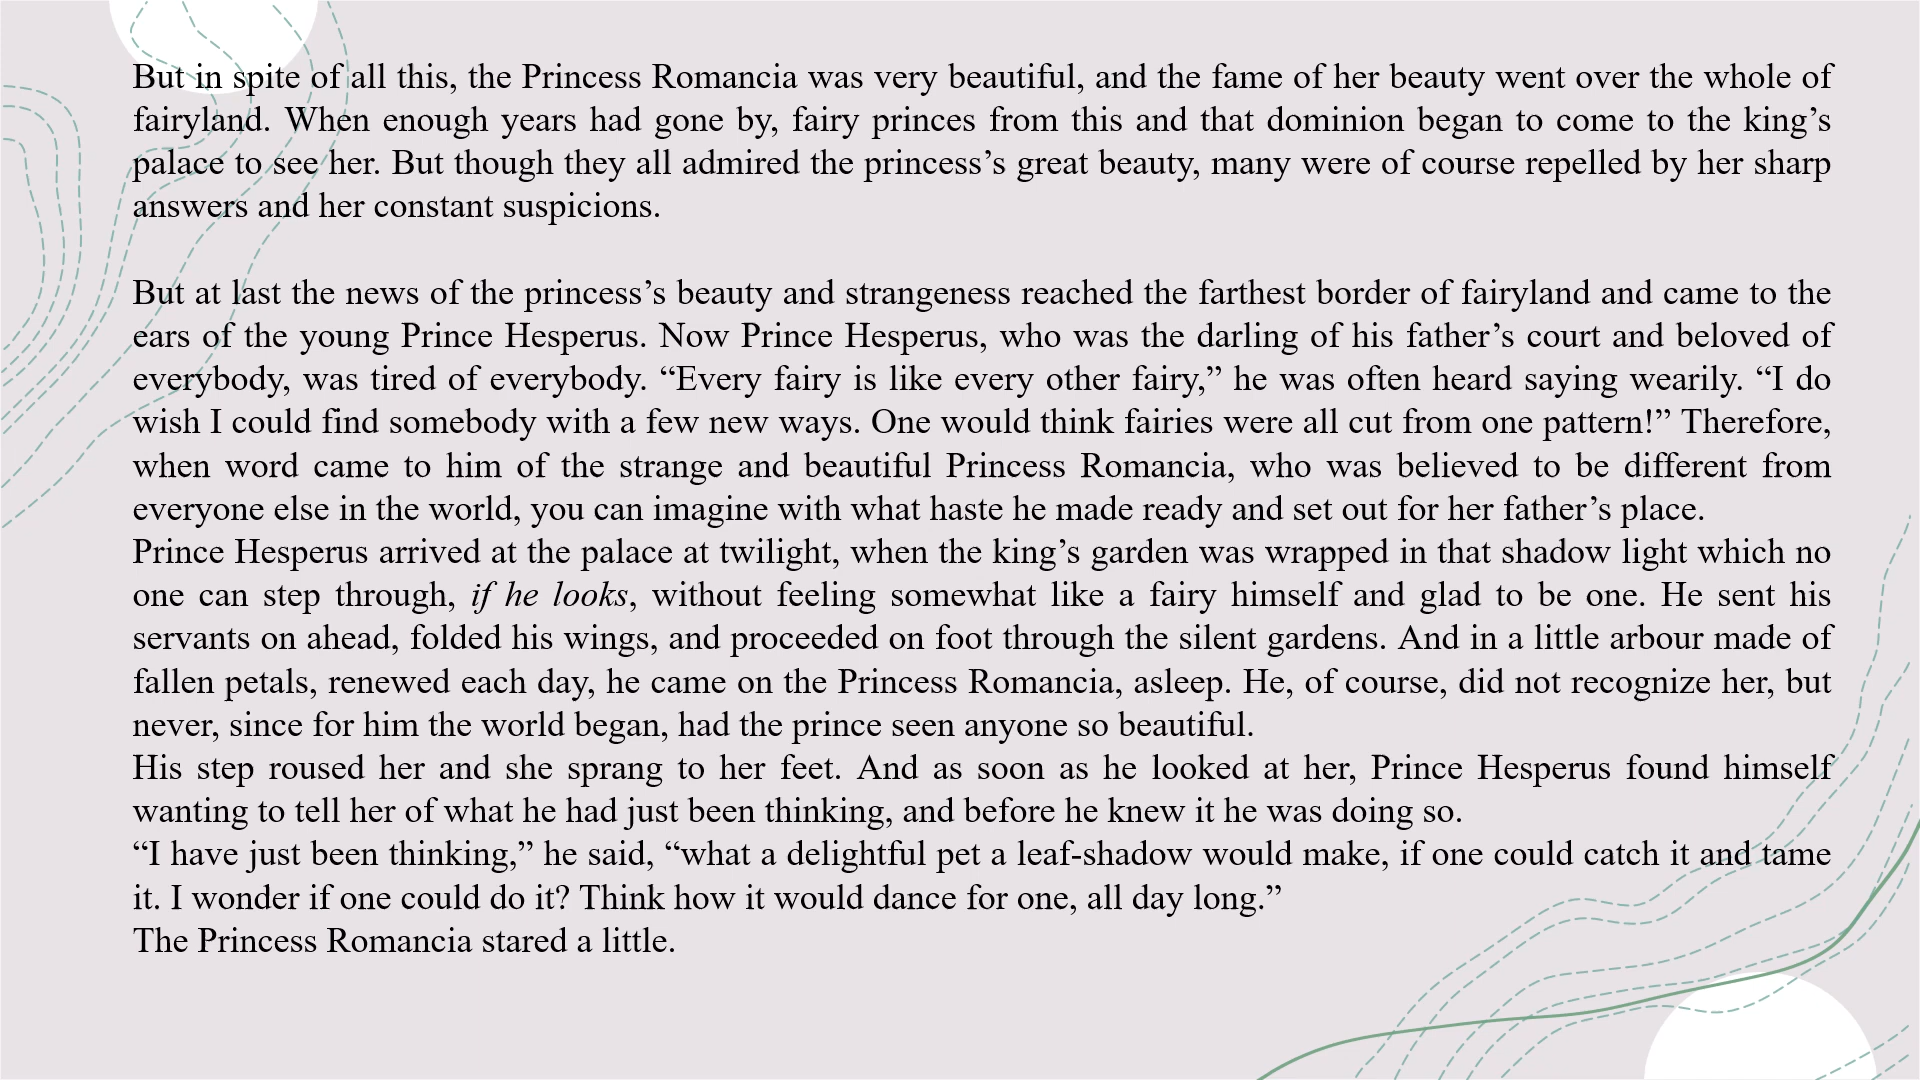 But in spite of all this, the Princess Romancia was very beautiful, and the fame of her beauty went over the whole of
fairyland. When enough years had gone by, fairy princes from this and that dominion began to come to the king’s
palace to see her. But though they all admired the princess’s great beauty, many were of course repelled by her sharp
answers and her constant suspicions.
But at last the news of the princess’s beauty and strangeness reached the farthest border of fairyland and came to the
ears of the young Prince Hesperus. Now Prince Hesperus, who was the darling of his father’s court and beloved of
everybody, was tired of everybody. “Every fairy is like every other fairy,” he was often heard saying wearily. “I do
wish I could find somebody with a few new ways. One would think fairies were all cut from one pattern!” Therefore,
when word came to him of the strange and beautiful Princess Romancia, who was believed to be different from
everyone else in the world, you can imagine with what haste he made ready and set out for her father’s place.
Prince Hesperus arrived at the palace at twilight, when the king’s garden was wrapped in that shadow light which no
one can step through, if he looks, without feeling somewhat like a fairy himself and glad to be one. He sent his
servants on ahead, folded his wings, and proceeded on foot through the silent gardens. And in a little arbour made of
fallen petals, renewed each day, he came on the Princess Romancia, asleep. He, of course, did not recognize her, but
never, since for him the world began, had the prince seen anyone so beautiful.
His step roused her and she sprang to her feet. And as soon as he looked at her, Prince Hesperus found himself
wanting to tell her of what he had just been thinking, and before he knew it he was doing so.
“I have just been thinking,” he said, “what a delightful pet a leaf-shadow would make, if one could catch it and tame
it. I wonder if one could do it? Think how it would dance for one, all day long.”
The Princess Romancia stared a little.